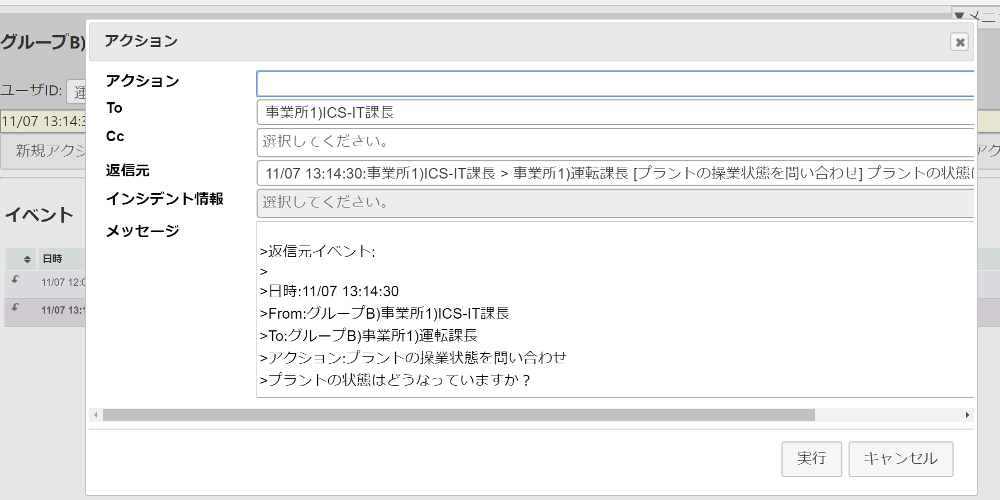 ▼ メニュ
グループB)
アクション
アクション
ユーザID: 運
To
事業所1)ICS-IT課長
11/07 13:14:3
Cc
選択してください。
新規アクシ
アク
返信元
11/07 13:14:30:事業所1)ICS-IT課長 > 事業所1)運転課長 [プラントの操業状態を問い合わせ] プラントの状態は
インシデント情報
選択してください。
イベント
メッセージ
>返信元イベント:
>
>日時:11/07 13:14:30
>From:グループB)事業所1)ICS-IT課長
>To:グループB)事業所1)運転課長
>アクション:プラントの操業状態を問い合わせ
>プラントの状態はどうなっていますか？
日時
11/07 12:0
11/07 13:1
実行
キャンセル